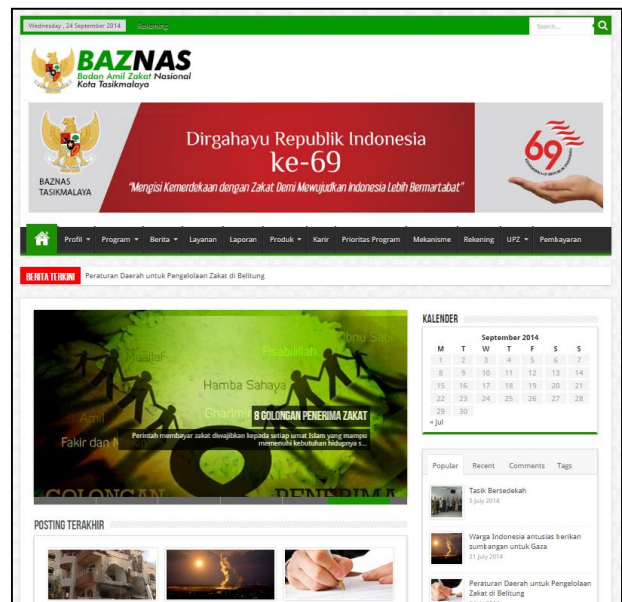 Wednesday , 24 September 2014 Rekening
Search...
BAZNAS
Badan Amil Zakat Nasional
Kota Tasikmalaya
Dirgahayu Republik Indonesia
ke-69
"Mengisi Kemerdekaan dengan Zakat Demi Mewujudkan Indonesia Lebih Bermartabat"
BAZNAS
TASIKMALAYA
69
Profil Program Berita Layanan Laporan Produk Karir Prioritas Program Mekanisme Rekening UPZ Pembayaran
BERITA TERKINI Peraturan Daerah untuk Pengelolaan Zakat di Belitung
Muallaf
Fisabilillah
Ibnu Sabil
Hamba Sahaya
Amil
Gharimin
Fakir dan
8 GOLONGAN PENERIMA ZAKAT
Perintah membayar zakat diwajibkan kepada setiap umat Islam yang mampu
memenuhi kebutuhan hidupnya s...
GOLONGAN PENERIMA
POSTING TERAKHIR
KALENDER
September 2014
M T W T F S S
1 2 3 4 5 6 7
8 9 10 11 12 13 14
15 16 17 18 19 20 21
22 23 24 25 26 27 28
29 30
« Jul
Popular Recent Comments Tags
Tasik Bersedekah
5 July 2014
Warga Indonesia antusias berikan
sumbangan untuk Gaza
21 July 2014
Peraturan Daerah untuk Pengelolaan
Zakat di Belitung